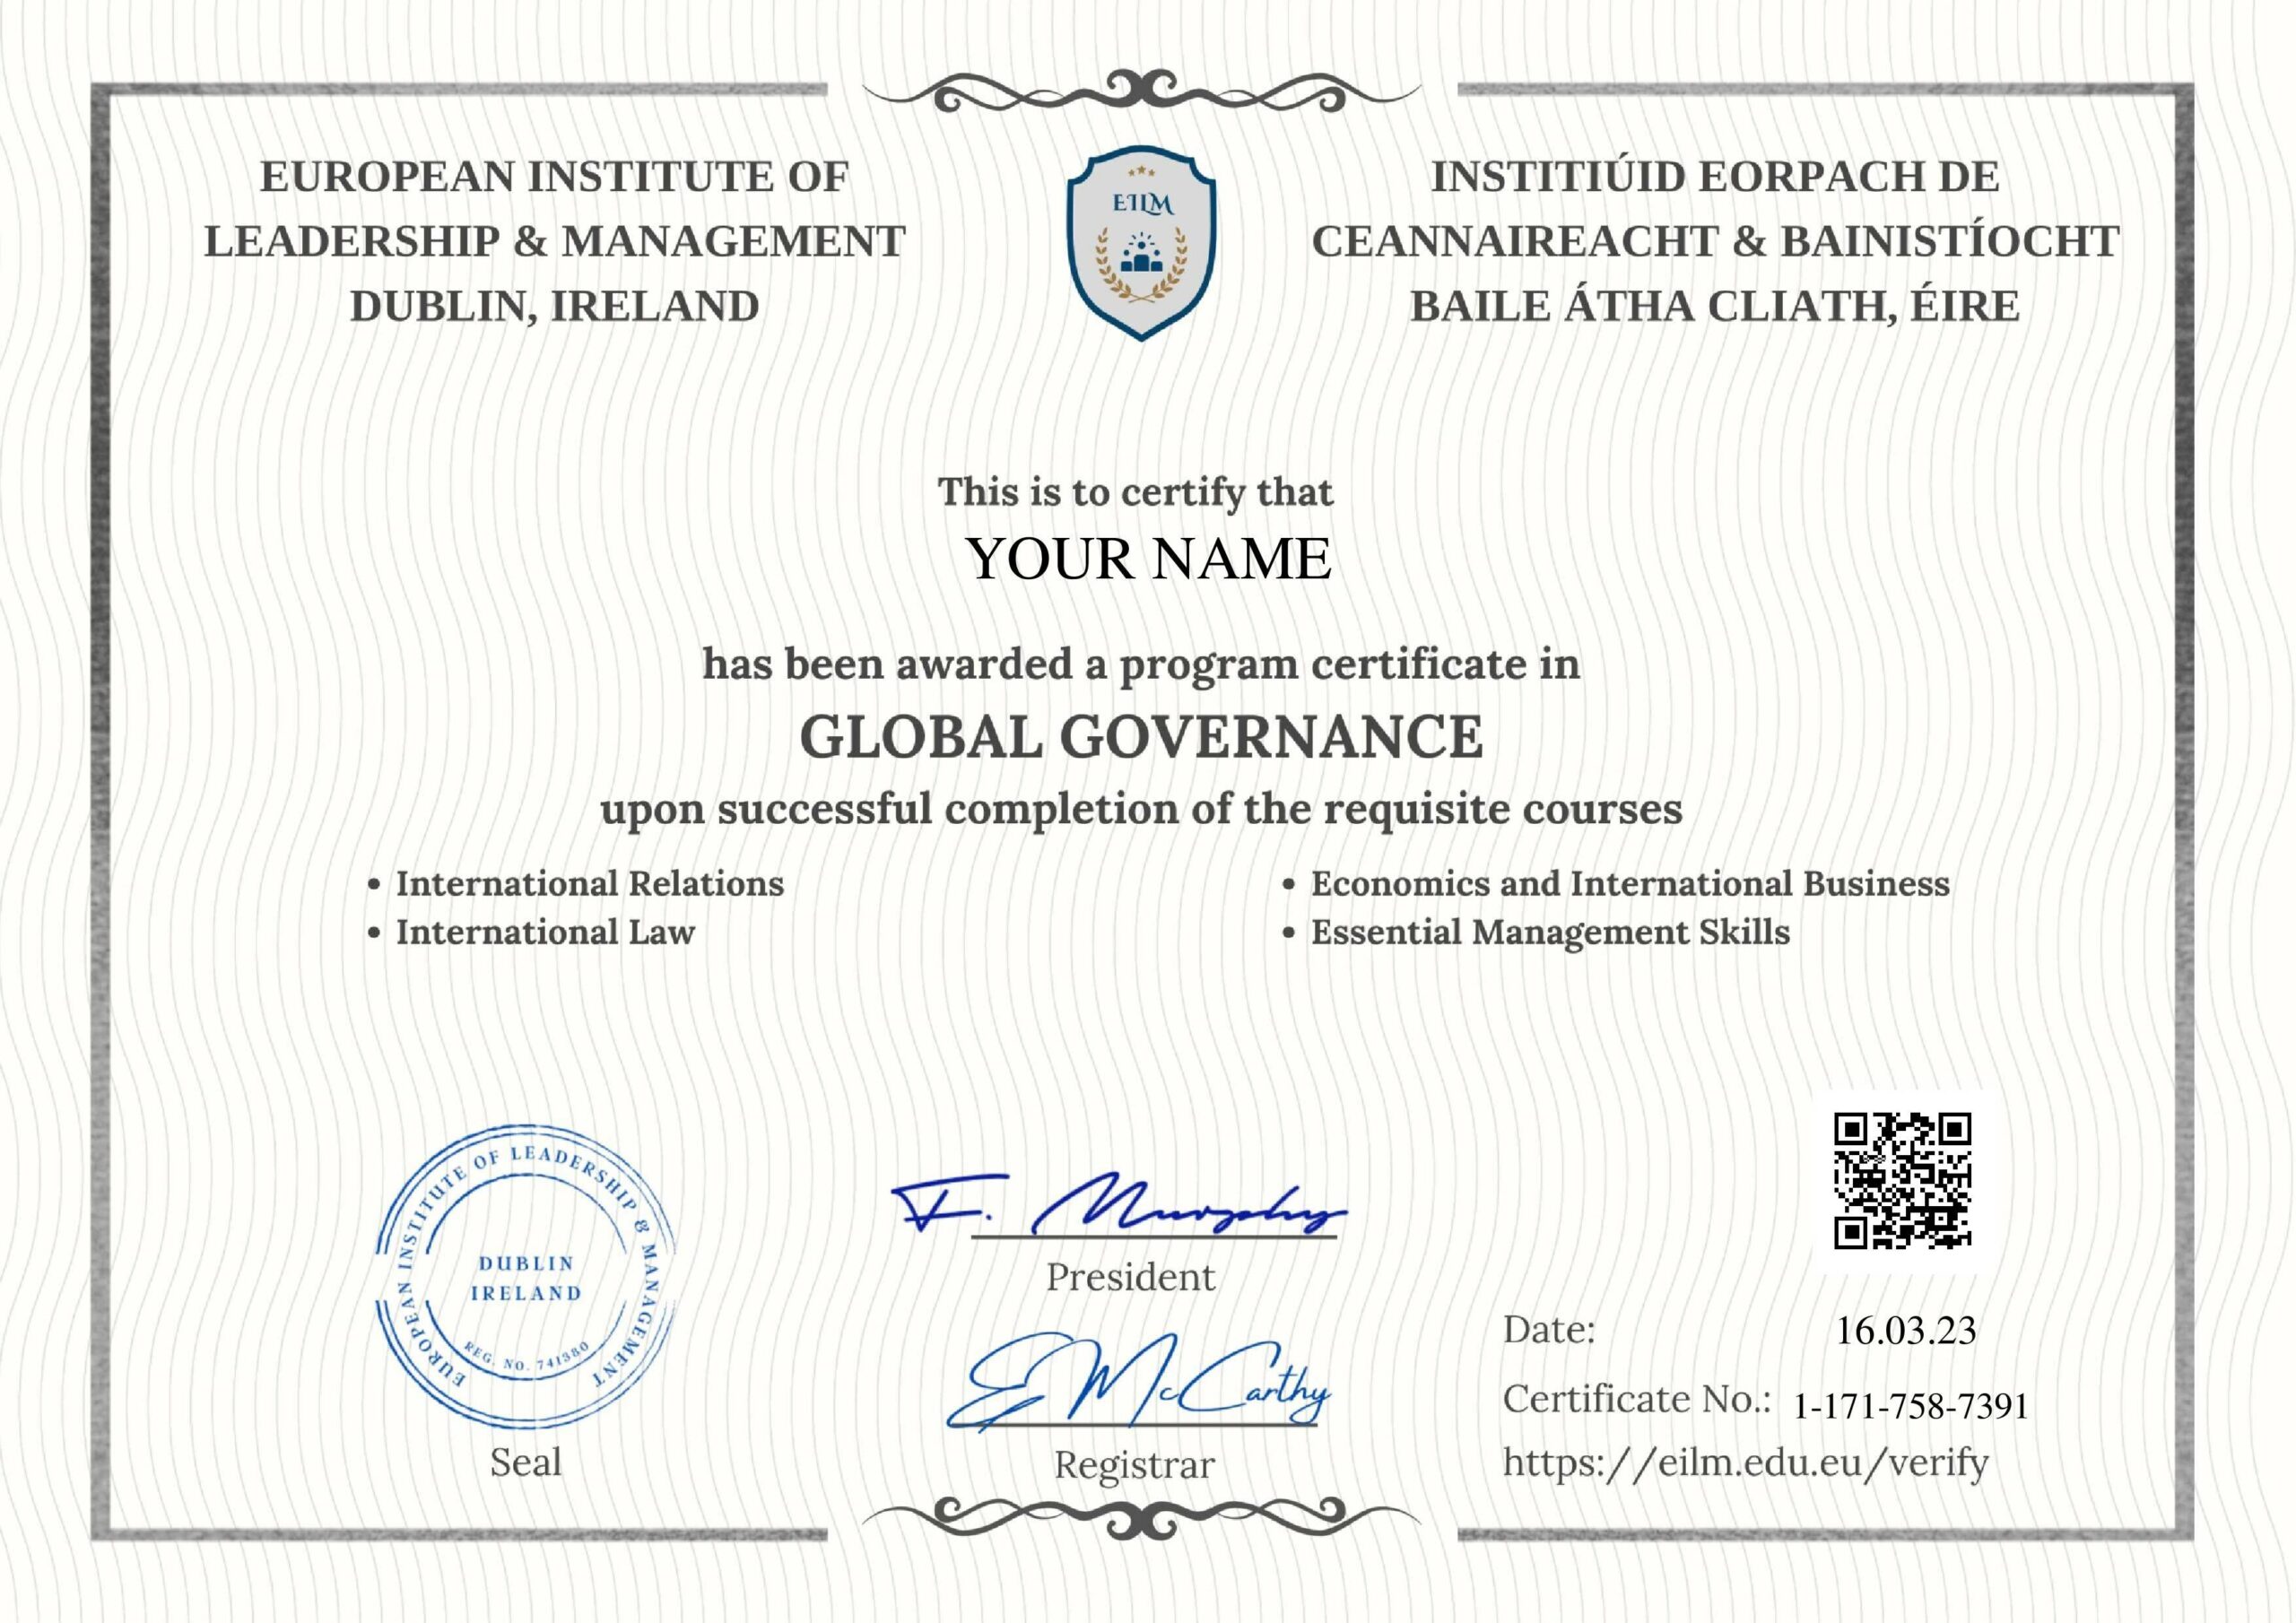 EUROPEAN INSTITUTE OF
LEADERSHIP & MANAGEMENT
DUBLIN, IRELAND
EILM
INSTITIÚID EORPACH DE
CEANNAIREACHT & BAINISTÍOCHT
BAILE ÁTHA CLIATH, ÉIRE
This is to certify that
YOUR NAME
has been awarded a program certificate in
GLOBAL GOVERNANCE
upon successful completion of the requisite courses
• International Relations
• International Law
• Economics and International Business
• Essential Management Skills
EUROPEAN INSTITUTE OF LEADERSHIP & MANAGEMENT
DUBLIN
IRELAND
REG. NO. 741380
Seal
F. Murphy
President
E McCarthy
Registrar
Date: 16.03.23
Certificate No.: 1-171-758-7391
https://eilm.edu.eu/verify